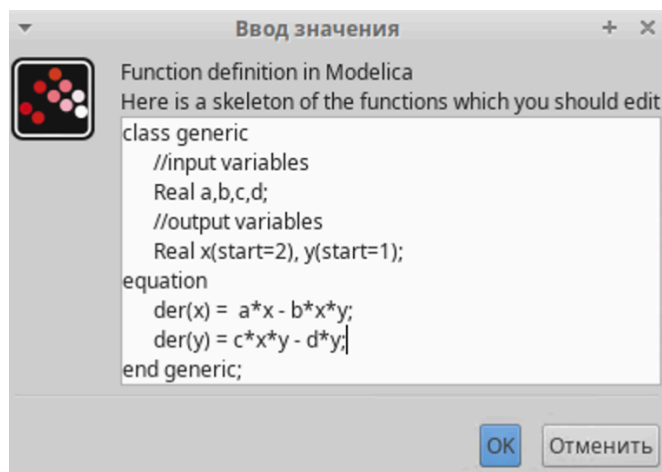 Ввод значения
Function definition in Modelica
Here is a skeleton of the functions which you should edit
class generic
//input variables
Real a,b,c,d;
//output variables
Real x(start=2), y(start=1);
equation
der(x) =  a*x - b*x*y;
der(y) = c*x*y - d*y;
end generic;
OK
Отменить